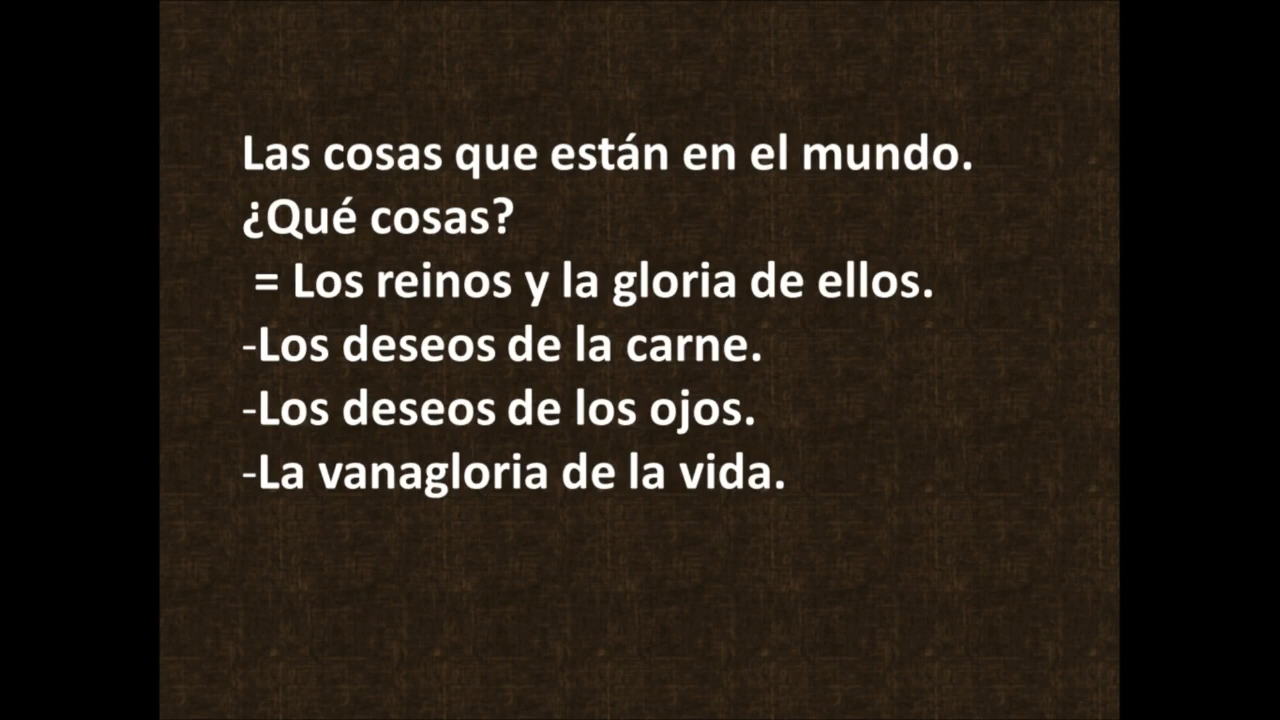 Las cosas que están en el mundo.
¿Qué cosas?
= Los reinos y la gloria de ellos.
-Los deseos de la carne.
-Los deseos de los ojos.
-La vanagloria de la vida.